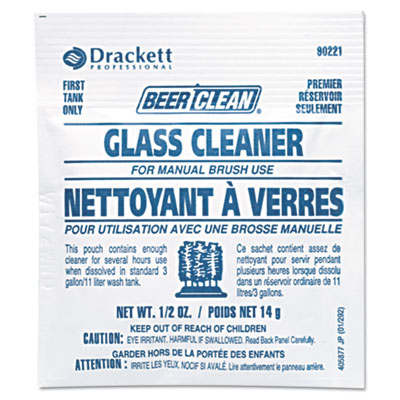 Drackett
PROFESSIONAL
90221
FIRST
TANK
ONLY
BEER CLEAN®
PREMIER
RÉSERVOIR
SEULEMENT
GLASS CLEANER
FOR MANUAL BRUSH USE
NETTOYANT À VERRES
POUR UTILISATION AVEC UNE BROSSE MANUELLE
This pouch contains enough
cleaner for several hours use
when dissolved in standard 3
gallon/11 liter wash tank.
Ce sachet contient assez de
nettoyant pour servir pendant
plusieurs heures lorsque dissolu
dans un réservoir ordinaire de 11
litres/3 gallons.
NET WT. 1/2 OZ. / POIDS NET 14 g
KEEP OUT OF REACH OF CHILDREN
CAUTION: EYE IRRITANT. HARMFUL IF SWALLOWED. Read Back Panel Carefully.
GARDER HORS DE LA PORTÉE DES ENFANTS
ATTENTION: IRRITE LES YEUX. NOCIF SI AVALÉ. Lire attentivement le panneau arrière.
405877 JP (01/292)